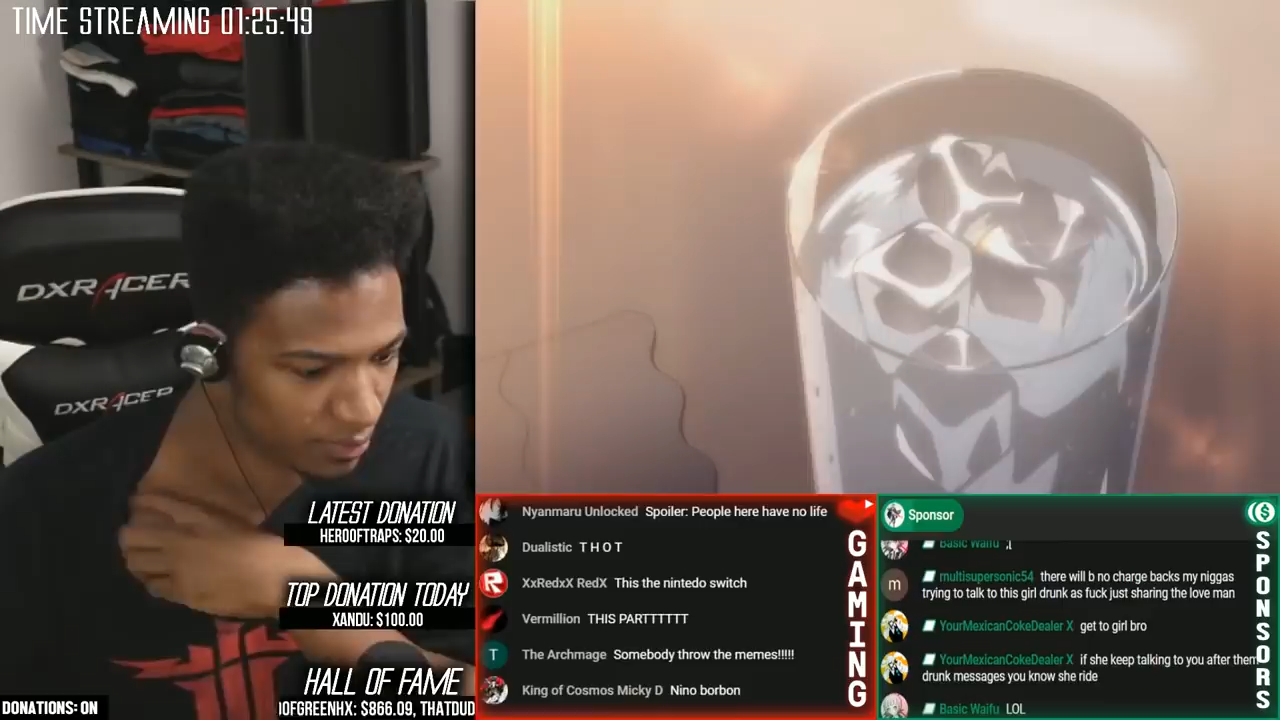 TIME STREAMING 01:25:49
DXRACER
DXRACER
LATEST DONATION
HEROOFTRAPS: $20.00
TOP DONATION TODAY
XANDU: $100.00
HALL OF FAME
IOFGREENHX: $866.09, THATDUD
DONATIONS: ON
Nyanmaru Unlocked Spoiler: People here have no life
Dualistic T H O T
XxRedxX RedX This the nintedo switch
Vermillion THIS PARTTTTTT
T The Archmage Somebody throw the memes!!!!!
King of Cosmos Micky D Nino borbon
GAMING
Sponsor
Basic Waifu ;(
m multisupersonic54 there will b no charge backs my niggas
trying to talk to this girl drunk as fuck just sharing the love man
YourMexicanCokeDealer X get to girl bro
YourMexicanCokeDealer X if she keep talking to you after them
drunk messages you know she ride
Basic Waifu LOL
SPONSORS